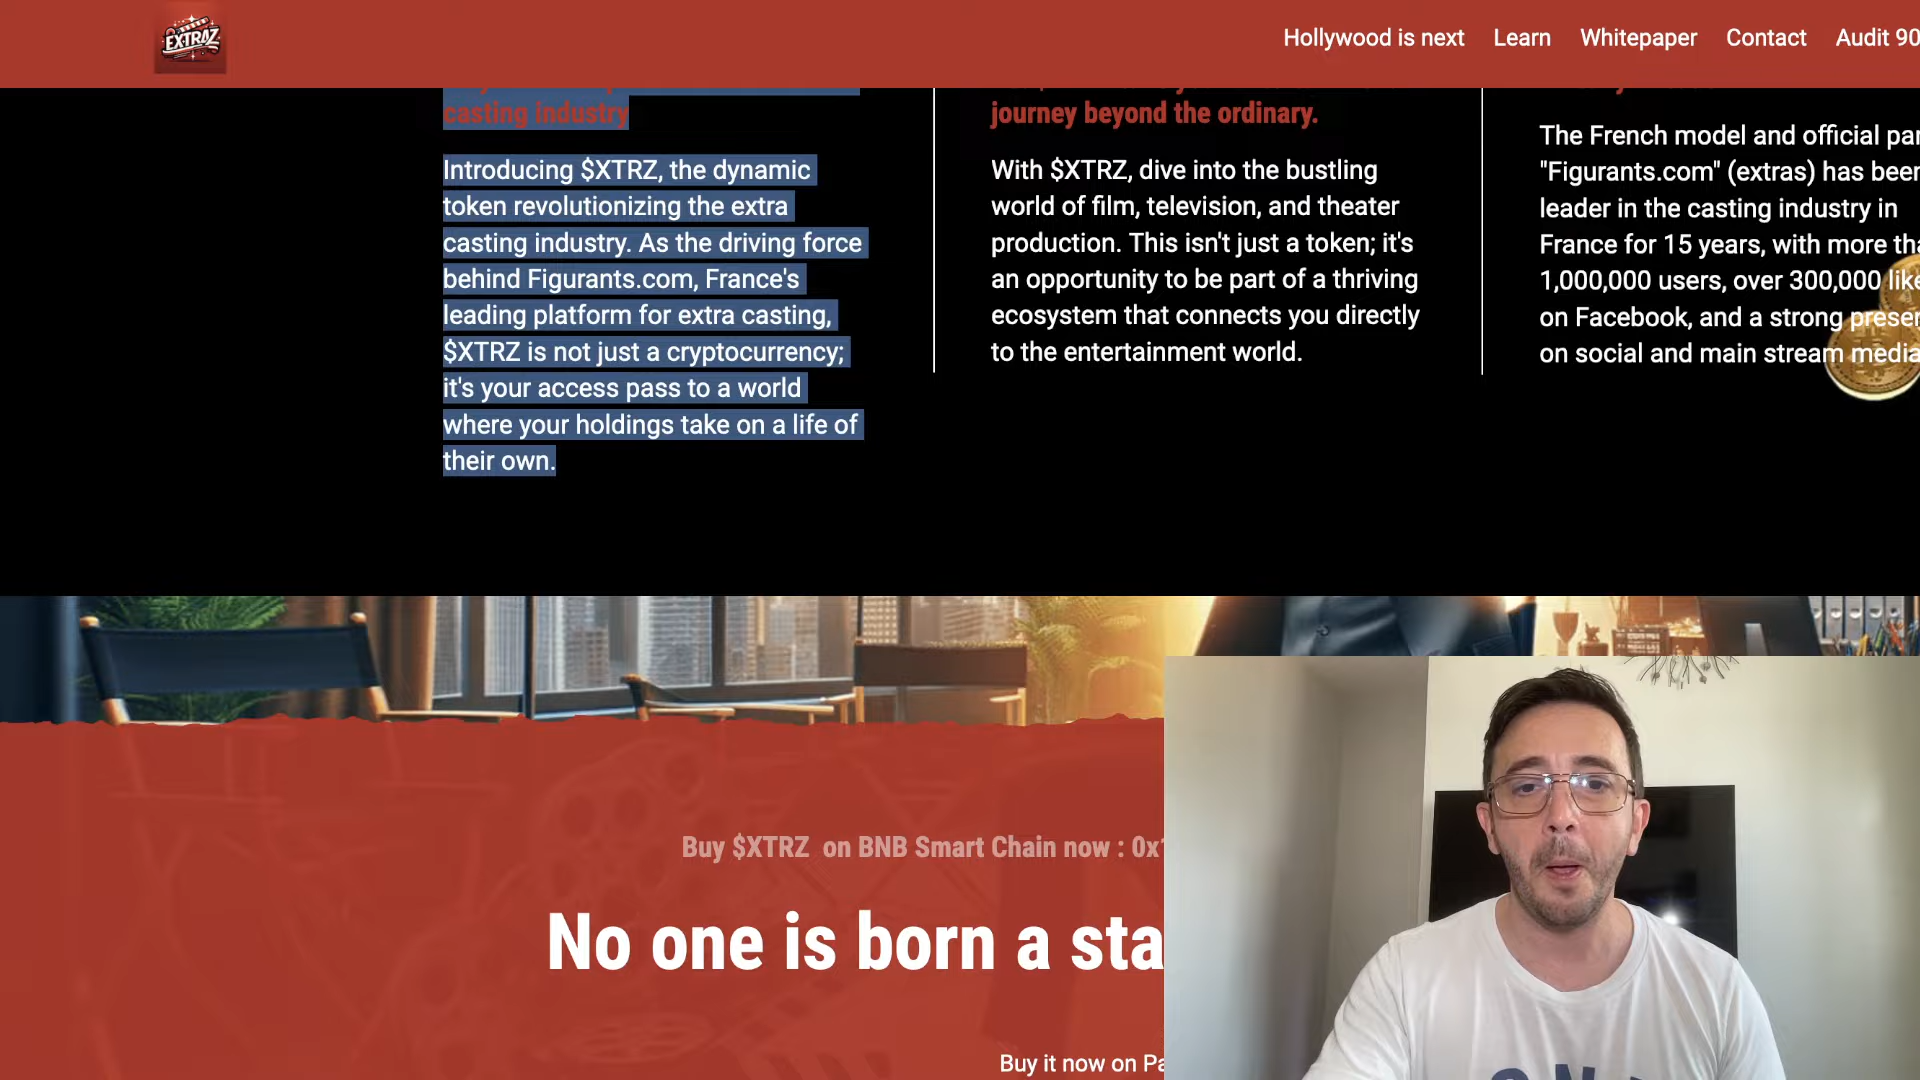 EXTRAZ
Hollywood is next Learn Whitepaper Contact Audit 90
casting industry
Introducing $XTRZ, the dynamic
token revolutionizing the extra
casting industry. As the driving force
behind Figurants.com, France's
leading platform for extra casting,
$XTRZ is not just a cryptocurrency;
it's your access pass to a world
where your holdings take on a life of
their own.
journey beyond the ordinary.
With $XTRZ, dive into the bustling
world of film, television, and theater
production. This isn't just a token; it's
an opportunity to be part of a thriving
ecosystem that connects you directly
to the entertainment world.
The French model and official par
"Figurants.com" (extras) has been
leader in the casting industry in
France for 15 years, with more tha
1,000,000 users, over 300,000 like
on Facebook, and a strong presen
on social and main stream media
Buy $XTRZ on BNB Smart Chain now : 0x
No one is born a sta
Buy it now on Pa